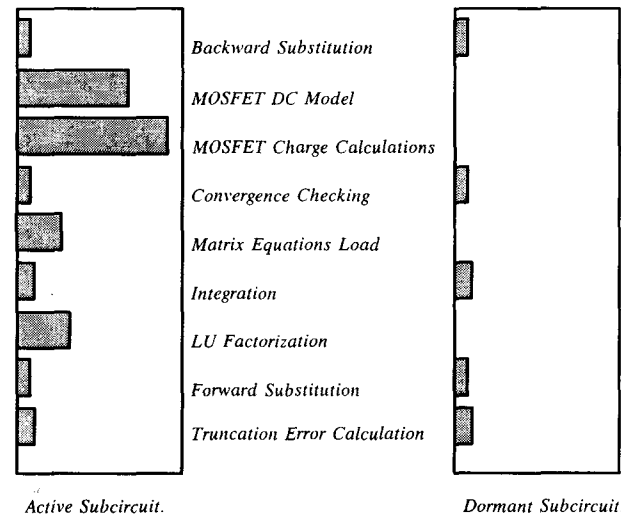 Backward Substitution
MOSFET DC Model
MOSFET Charge Calculations
Convergence Checking
Matrix Equations Load
Integration
LU Factorization
Forward Substitution
Truncation Error Calculation
Active Subcircuit.
Dormant Subcircuit